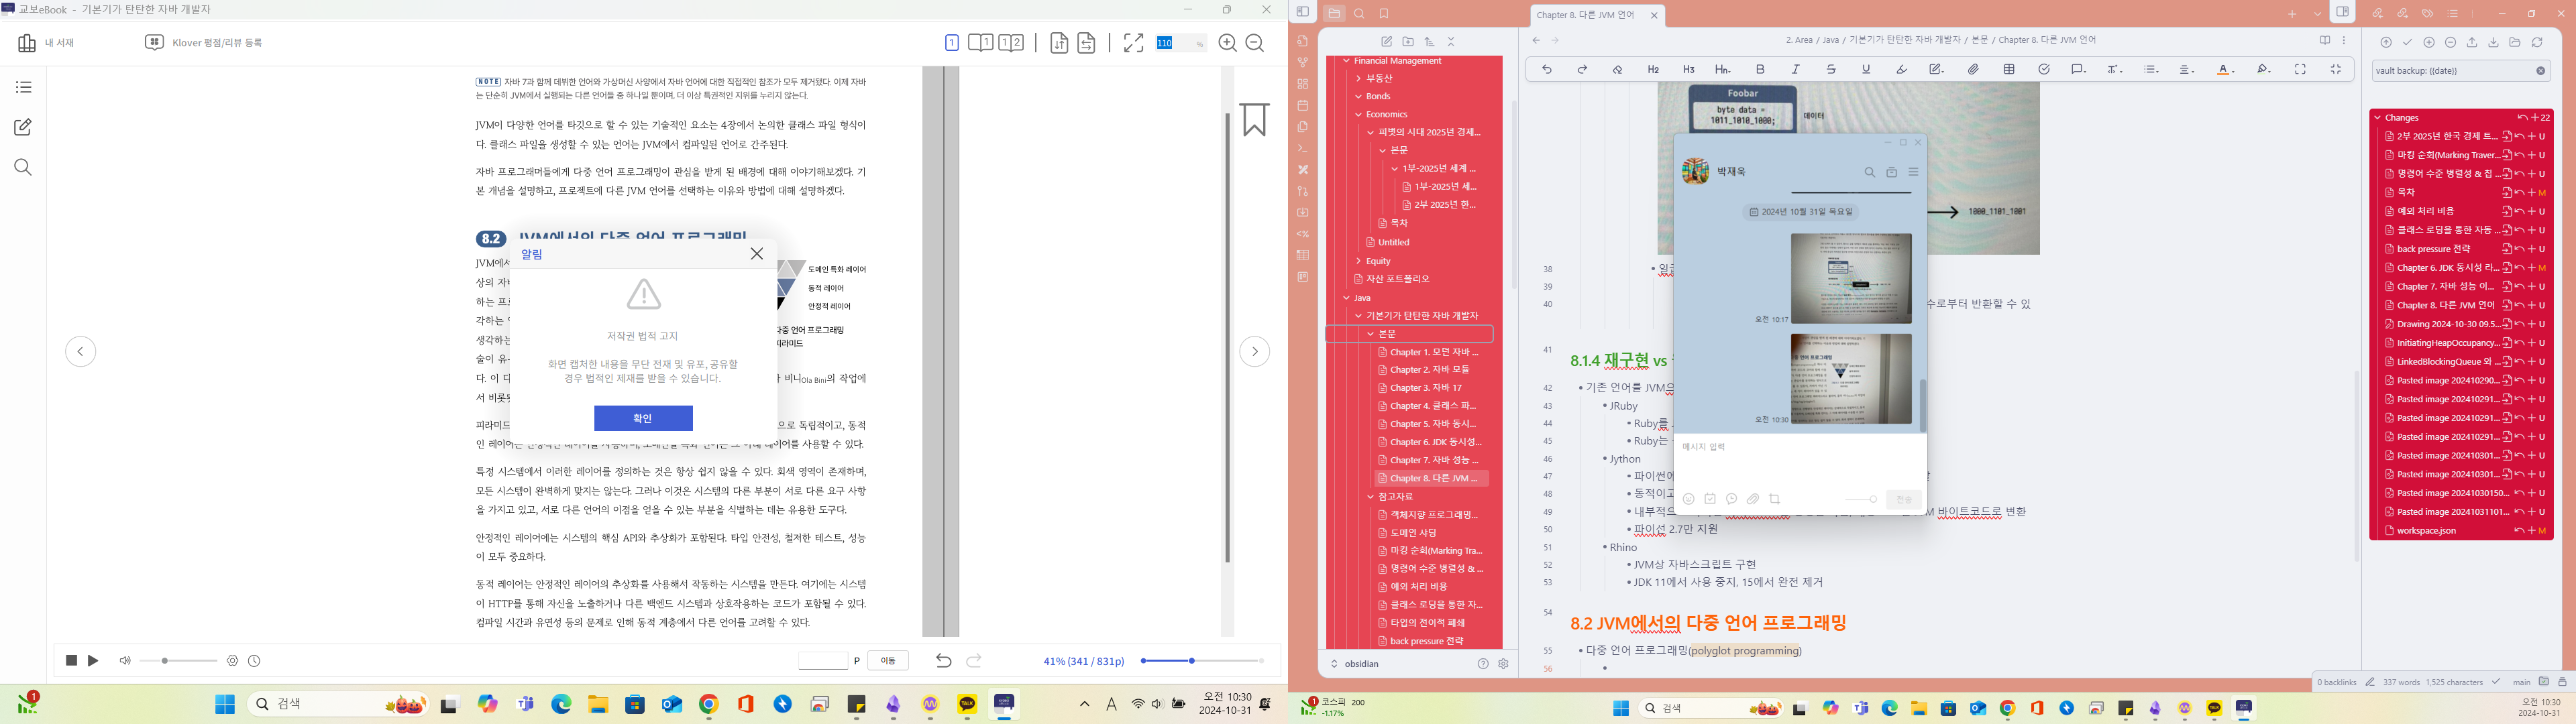 교보eBook - 기본기가 탄탄한 자바 개발자
내 서재
Klover 평점/리뷰 등록
110 %
NOTE 자바 7과 함께 데뷔한 언어와 가상머신 사양에서 자바 언어에 대한 직접적인 참조가 모두 제거됐다. 이제 자바
는 단순히 JVM에서 실행되는 다른 언어들 중 하나일 뿐이며, 더 이상 특권적인 지위를 누리지 않는다.
JVM이 다양한 언어를 타깃으로 할 수 있는 기술적인 요소는 4장에서 논의한 클래스 파일 형식이
다. 클래스 파일을 생성할 수 있는 언어는 JVM에서 컴파일된 언어로 간주된다.
자바 프로그래머들에게 다중 언어 프로그래밍이 관심을 받게 된 배경에 대해 이야기해보겠다. 기
본 개념을 설명하고, 프로젝트에 다른 JVM 언어를 선택하는 이유와 방법에 대해 설명하겠다.
8.2 JVM에서의 다중 언어 프로그래밍
JVM에서
상의 자바
하는 프로
각하는
생각하는
술이 유
다. 이 다
서 비롯
도메인 특화 레이어
동적 레이어
안정적 레이어
다중 언어 프로그래밍
피라미드
비니Ola Bini의 작업에
알림
저작권 법적 고지
화면 캡처한 내용을 무단 전재 및 유포, 공유할
경우 법적인 제재를 받을 수 있습니다.
확인
피라미드
으로 독립적이고, 동적
인 레이어는 안정적인 레이어를 사용하며, 도메인별 특화 언어는 그 아래 레이어를 사용할 수 있다.
특정 시스템에서 이러한 레이어를 정의하는 것은 항상 쉽지 않을 수 있다. 회색 영역이 존재하며,
모든 시스템이 완벽하게 맞지는 않는다. 그러나 이것은 시스템의 다른 부분이 서로 다른 요구 사항
을 가지고 있고, 서로 다른 언어의 이점을 얻을 수 있는 부분을 식별하는 데는 유용한 도구다.
안정적인 레이어에는 시스템의 핵심 API와 추상화가 포함된다. 타입 안전성, 철저한 테스트, 성능
이 모두 중요하다.
동적 레이어는 안정적인 레이어의 추상화를 사용해서 작동하는 시스템을 만든다. 여기에는 시스템
이 HTTP를 통해 자신을 노출하거나 다른 백엔드 시스템과 상호작용하는 코드가 포함될 수 있다.
컴파일 시간과 유연성 등의 문제로 인해 동적 계층에서 다른 언어를 고려할 수 있다.
P 이동
41% (341 / 831p)
1
검색
A
오전 10:30
2024-10-31
Chapter 8. 다른 JVM 언어
2. Area / Java / 기본기가 탄탄한 자바 개발자 / 본문 / Chapter 8. 다른 JVM 언어
Financial Management
부동산
Bonds
Economics
피벗의 시대 2025년 경제...
본문
1부-2025년 세계 ...
1부-2025년 세...
2부 2025년 한...
목차
Untitled
Equity
자산 포트폴리오
Java
기본기가 탄탄한 자바 개발자
본문
Chapter 1. 모던 자바 ...
Chapter 2. 자바 모듈
Chapter 3. 자바 17
Chapter 4. 클래스 파...
Chapter 5. 자바 동시...
Chapter 6. JDK 동시성...
Chapter 7. 자바 성능 ...
Chapter 8. 다른 JVM ...
참고자료
객체지향 프로그래밍...
도메인 샤딩
마킹 순회(Marking Tra...
명령어 수준 병렬성 & ...
예외 처리 비용
클래스 로딩을 통한 자...
타입의 전이적 폐쇄
back pressure 전략
obsidian
Foobar
byte data =
1011_1010_1000;
데이터
1000_1101_1001
38
39
40
수로부터 반환할 수 있
41
8.1.4 재구현 vs
42 기존 언어를 JVM으
43 JRuby
44 Ruby를
45 Ruby는
46 Jython
47 파이썬에
48 동적이고
49 내부적으
바이트코드로 변환
50 파이선 2.7만 지원
51 Rhino
52 JVM상 자바스크립트 구현
53 JDK 11에서 사용 중지, 15에서 완전 제거
54
8.2 JVM에서의 다중 언어 프로그래밍
55 다중 언어 프로그래밍(polyglot programming)
56
박재욱
2024년 10월 31일 목요일
오전 10:17
오전 10:30
메시지 입력
전송
vault backup: {{date}}
Changes 22
2부 2025년 한국 경제 트... U
마킹 순회(Marking Traver... U
명령어 수준 병렬성 & 집 ... U
목차 M
예외 처리 비용 U
클래스 로딩을 통한 자동 ... U
back pressure 전략 U
Chapter 6. JDK 동시성 라... M
Chapter 7. 자바 성능 이... U
Chapter 8. 다른 JVM 언어 U
Drawing 2024-10-30 09.5... U
InitiatingHeapOccupancy... U
LinkedBlockingQueue 와 ... U
Pasted image 202410290... U
Pasted image 202410291... U
Pasted image 202410291... U
Pasted image 202410291... U
Pasted image 202410301... U
Pasted image 202410301... U
Pasted image 20241030150... U
Pasted image 20241031101... U
workspace.json M
0 backlinks 337 words 1,525 characters main
1
코스피 200
-1.17%
검색
오전 10:30
2024-10-31